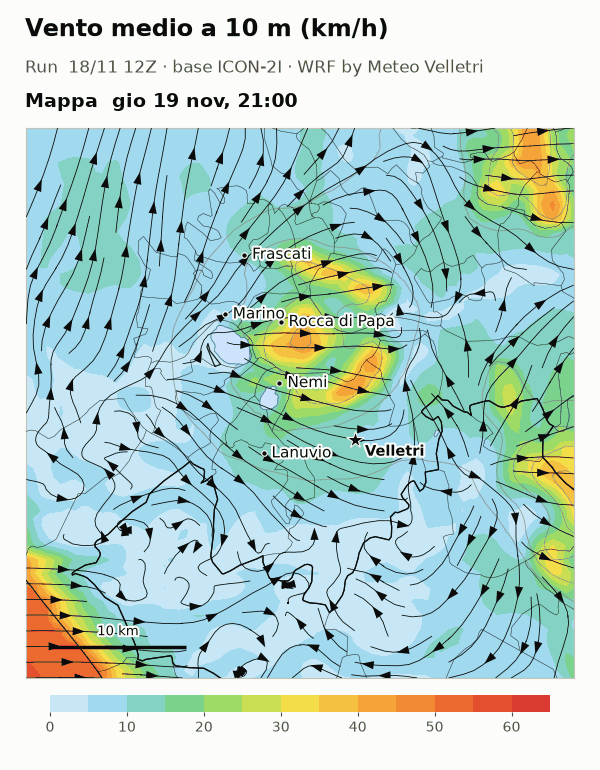 Vento medio a 10 m (km/h)
Run  18/11 12Z · base ICON-2I · WRF by Meteo Velletri
Mappa  gio 19 nov, 21:00
Frascati
Marino
Rocca di Papa
Nemi
Velletri
Lanuvio
10 km
0 10 20 30 40 50 60